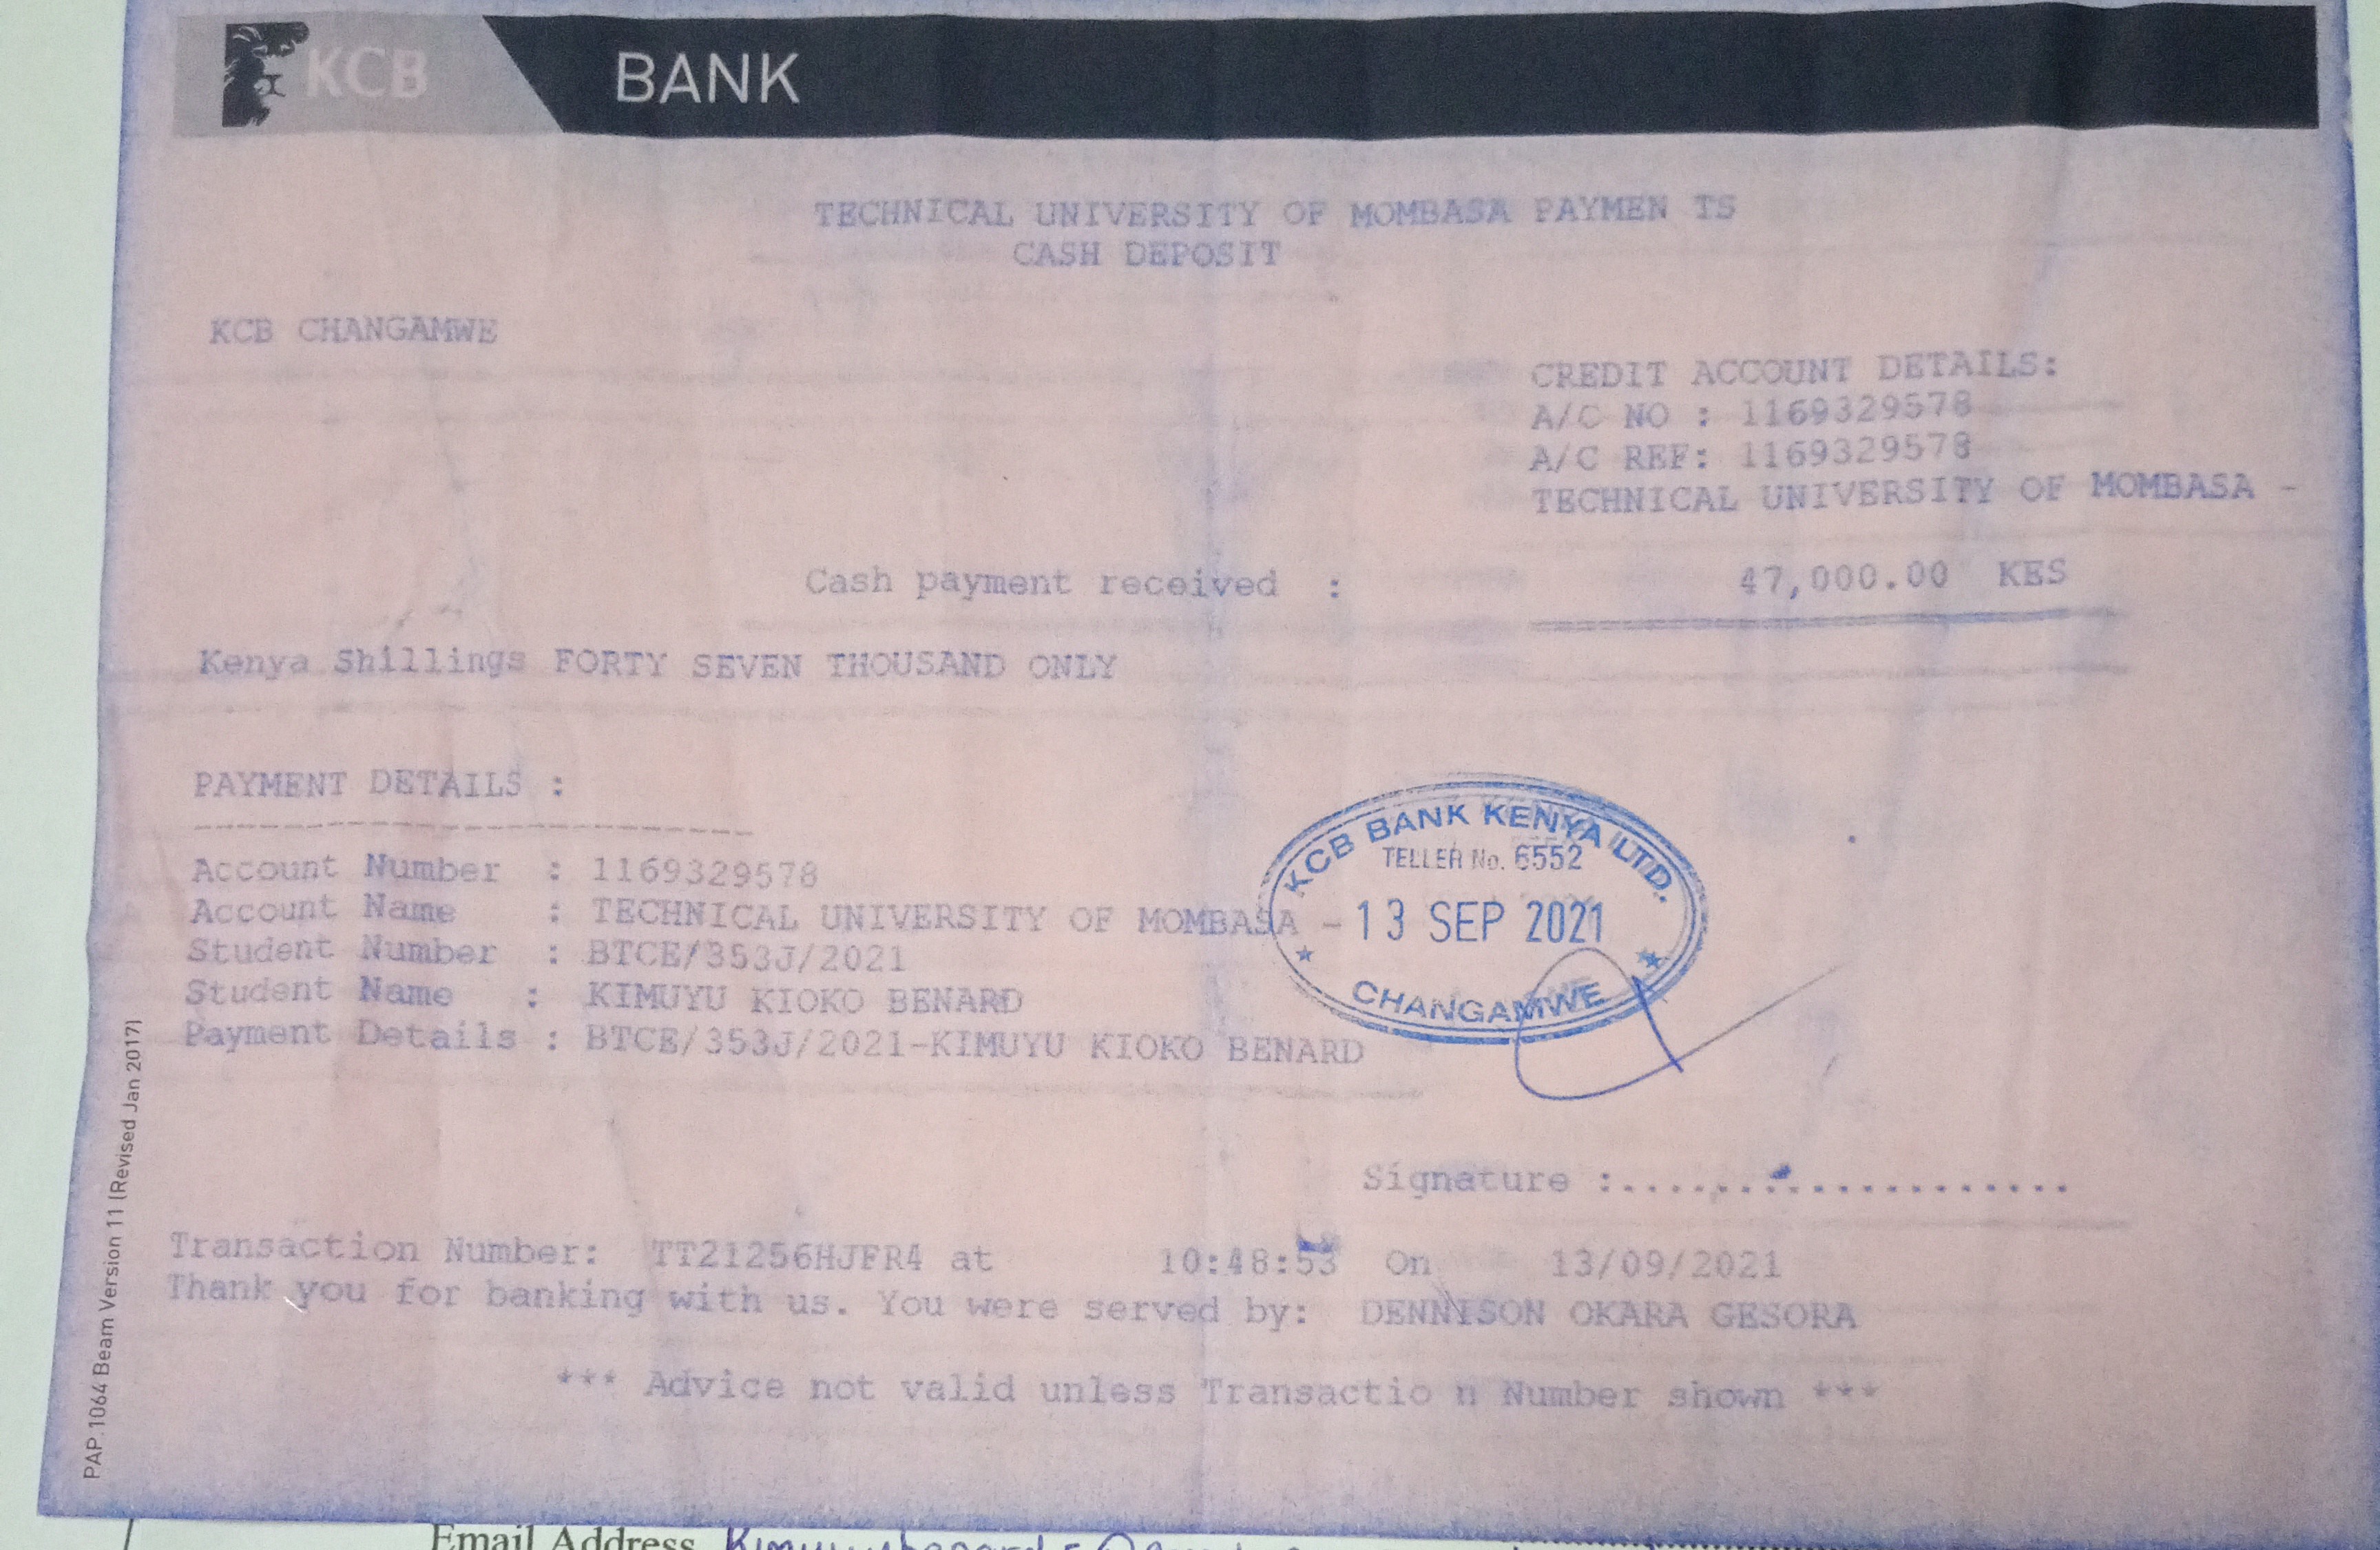 KCB BANK
TECHNICAL UNIVERSITY OF MOMBASA PAYMEN TS
CASH DEPOSIT
KCB CHANGAMWE
CREDIT ACCOUNT DETAILS:
A/C NO : 1169329578
A/C REF: 1169329578
TECHNICAL UNIVERSITY OF MOMBASA -
Cash payment received : 47,000.00 KES
Kenya Shillings FORTY SEVEN THOUSAND ONLY
PAYMENT DETAILS :
------------------------
Account Number : 1169329578
Account Name : TECHNICAL UNIVERSITY OF MOMBASA -
Student Number : BTCE/353J/2021
Student Name : KIMUYU KIOKO BENARD
Payment Details : BTCE/353J/2021-KIMUYU KIOKO BENARD
KCB BANK KENYA LTD.
TELLER No. 6552
13 SEP 2021
CHANGAMWE
Signature :....................
Transaction Number: TT21256HJFR4 at 10:48:53 On 13/09/2021
Thank you for banking with us. You were served by: DENNISON OKARA GESORA
*** Advice not valid unless Transactio n Number shown ***
PAP. 1064 Beam Version 11 (Revised Jan 2017)
Email Address